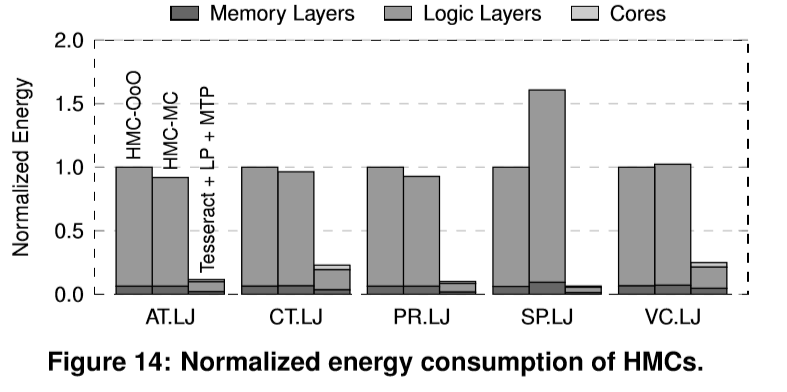 Memory Layers Logic Layers Cores
Normalized Energy
2.0
1.5
1.0
0.5
0.0
HMC-OoO
HMC-MC
Tesseract + LP + MTP
AT.LJ CT.LJ PR.LJ SP.LJ VC.LJ
Figure 14: Normalized energy consumption of HMCs.